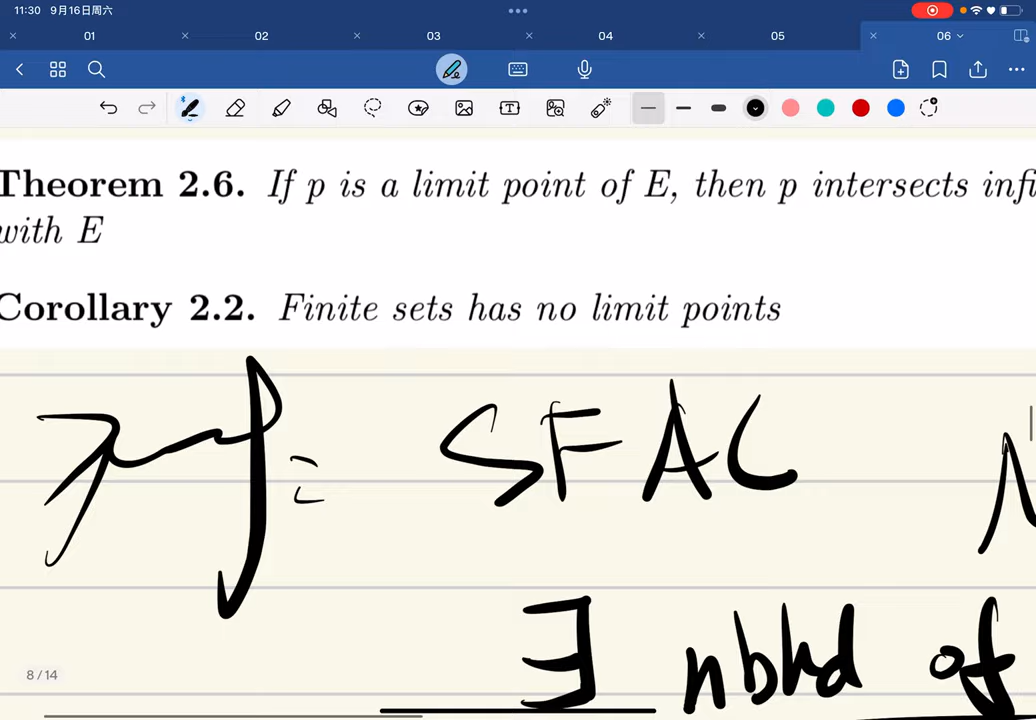 11:30 9月16日周六
01 02 03 04 05 06
Theorem 2.6. If p is a limit point of E, then p intersects infi
with E
Corollary 2.2. Finite sets has no limit points
SFAC
∃ nbhd of
8 / 14